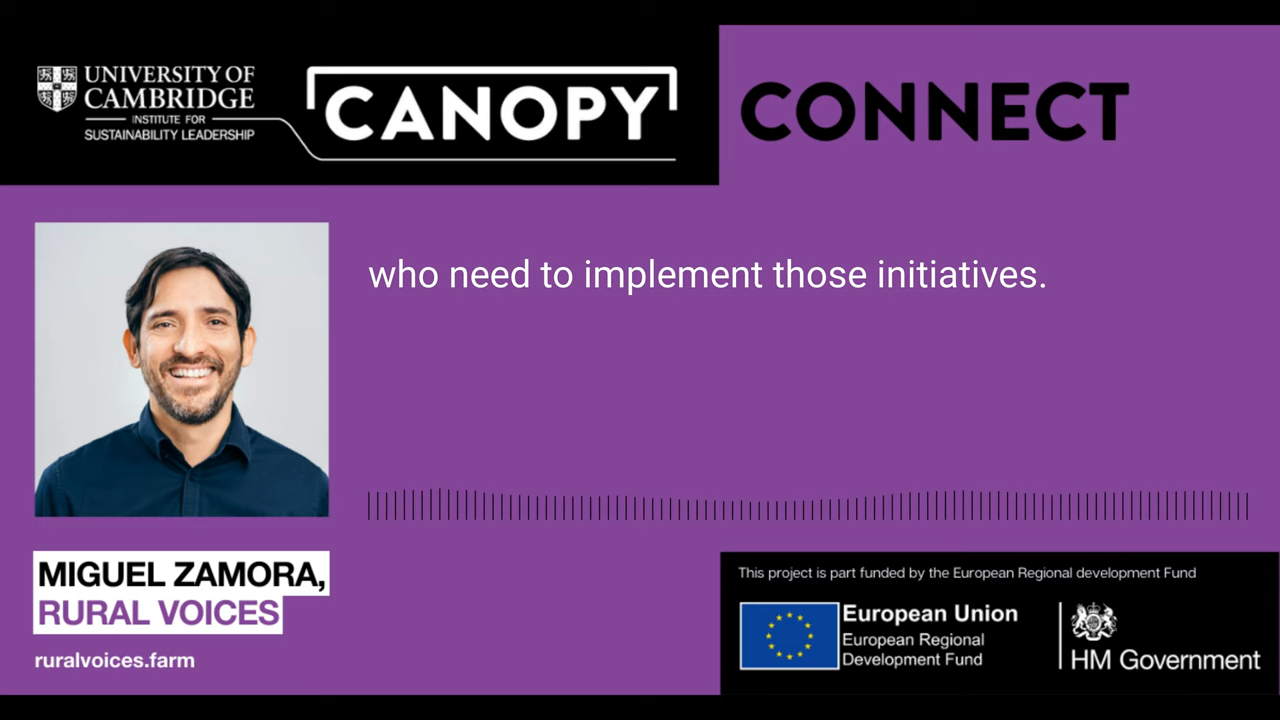 UNIVERSITY OF
CAMBRIDGE
INSTITUTE FOR
SUSTAINABILITY LEADERSHIP
CANOPY
CONNECT
who need to implement those initiatives.
MIGUEL ZAMORA,
RURAL VOICES
ruralvoices.farm
This project is part funded by the European Regional development Fund
European Union
European Regional
Development Fund
HM Government